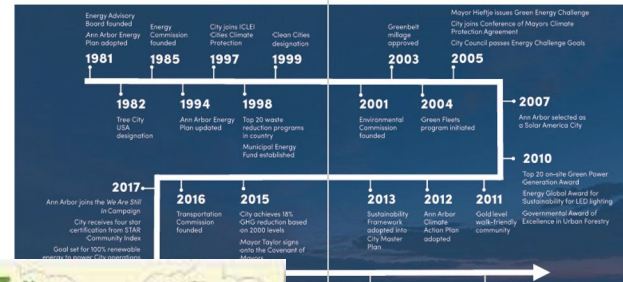 Energy Advisory
Board founded
Ann Arbor Energy
Plan adopted
1981
Energy
Commission
founded
1985
City joins ICLEI
Cities Climate
Protection
1997
Clean Cities
designation
1999
Greenbelt
millage
approved
2003
Mayor Hieftje issues Green Energy Challenge
City joins Conference of Mayors Climate
Protection Agreement
City Council passes Energy Challenge Goals
2005
1982
Tree City
USA
designation
1994
Ann Arbor Energy
Plan updated
1998
Top 20 waste
reduction programs
in country
Municipal Energy
Fund established
2001
Environmental
Commission
founded
2004
Green Fleets
program initiated
2007
Ann Arbor selected as
a Solar America City
2010
Top 20 on-site Green Power
Generation Award
Energy Global Award for
Sustainability for LED lighting
Governmental Award of
Excellence in Urban Forestry
2011
Gold level
walk-friendly
community
2012
Ann Arbor
Climate
Action Plan
adopted
2013
Sustainability
Framework
adopted into
City Master
Plan
2015
City achieves 18%
GHG reduction based
on 2000 levels
Mayor Taylor signs
onto the Covenant of
Mayors
2016
Transportation
Commission
founded
2017
Ann Arbor joins the We Are Still
In Campaign
City receives four star
certification from STAR
Community Index
Goal set for 100% renewable
energy to power City operations